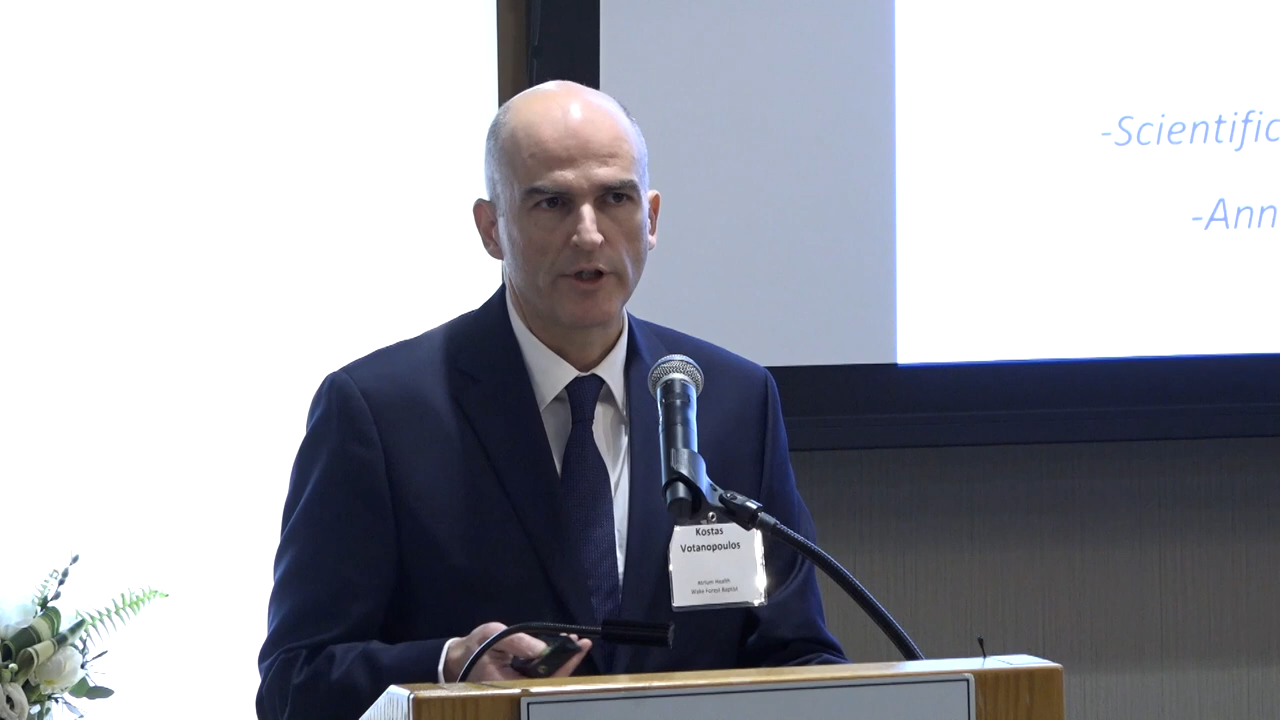 -Scientific
-Ann
Kostas
Votanopoulos
Atrium Health
Wake Forest Baptist